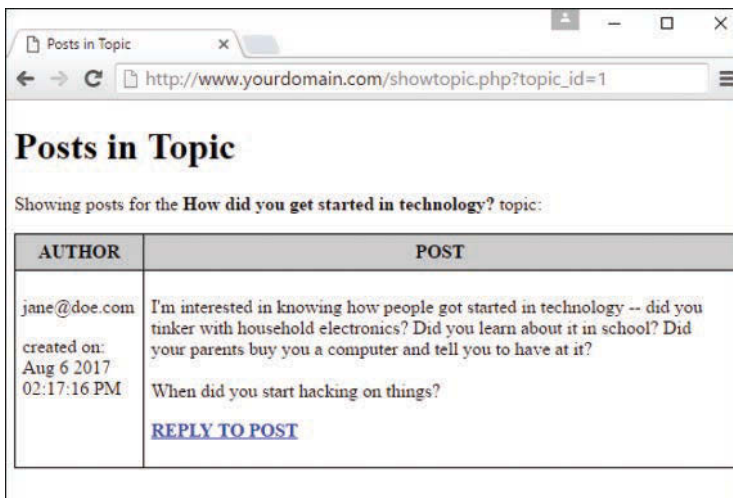 Posts in Topic
http://www.yourdomain.com/showtopic.php?topic_id=1
Posts in Topic
Showing posts for the How did you get started in technology? topic:
AUTHOR POST
jane@doe.com
created on:
Aug 6 2017
02:17:16 PM
I'm interested in knowing how people got started in technology -- did you
tinker with household electronics? Did you learn about it in school? Did
your parents buy you a computer and tell you to have at it?
When did you start hacking on things?
REPLY TO POST